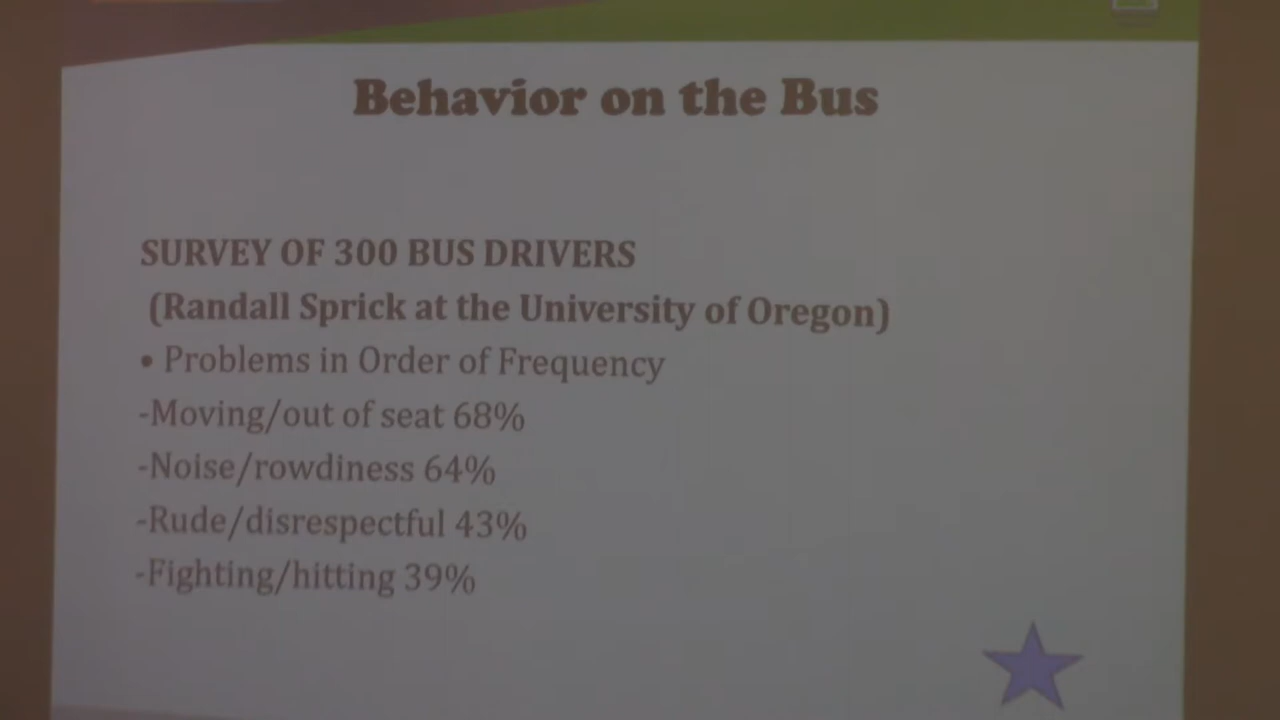 Behavior on the Bus
SURVEY OF 300 BUS DRIVERS
(Randall Sprick at the University of Oregon)
• Problems in Order of Frequency
-Moving/out of seat 68%
-Noise/rowdiness 64%
-Rude/disrespectful 43%
-Fighting/hitting 39%